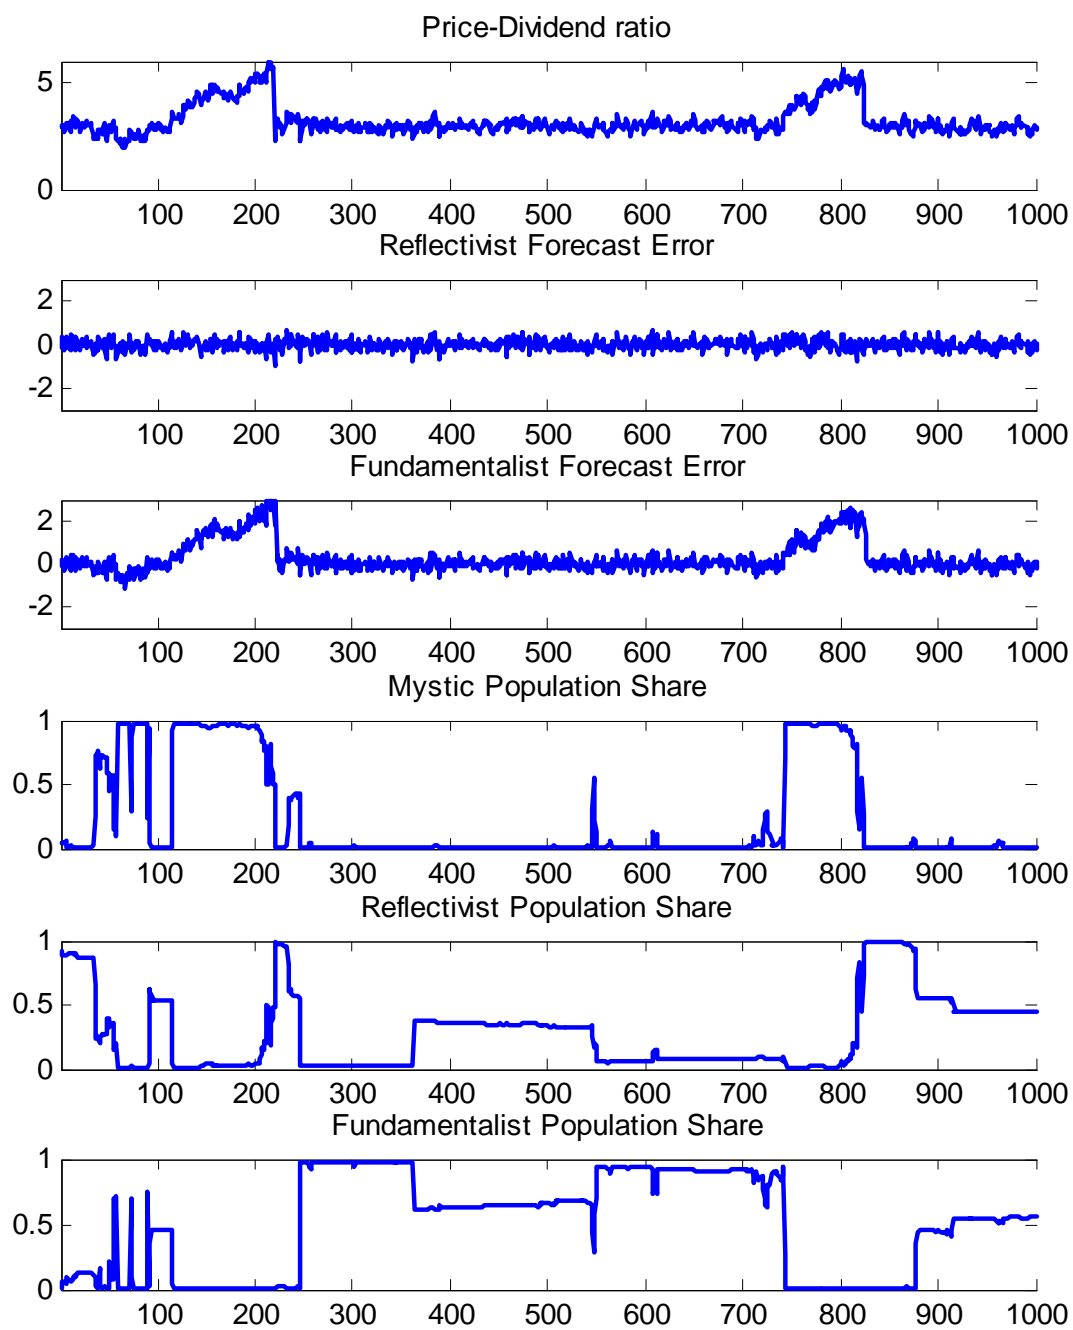 Price-Dividend ratio
5
0
100 200 300 400 500 600 700 800 900 1000
Reflectivist Forecast Error
2
0
-2
100 200 300 400 500 600 700 800 900 1000
Fundamentalist Forecast Error
2
0
-2
100 200 300 400 500 600 700 800 900 1000
Mystic Population Share
1
0.5
0
100 200 300 400 500 600 700 800 900 1000
Reflectivist Population Share
1
0.5
0
100 200 300 400 500 600 700 800 900 1000
Fundamentalist Population Share
1
0.5
0
100 200 300 400 500 600 700 800 900 1000